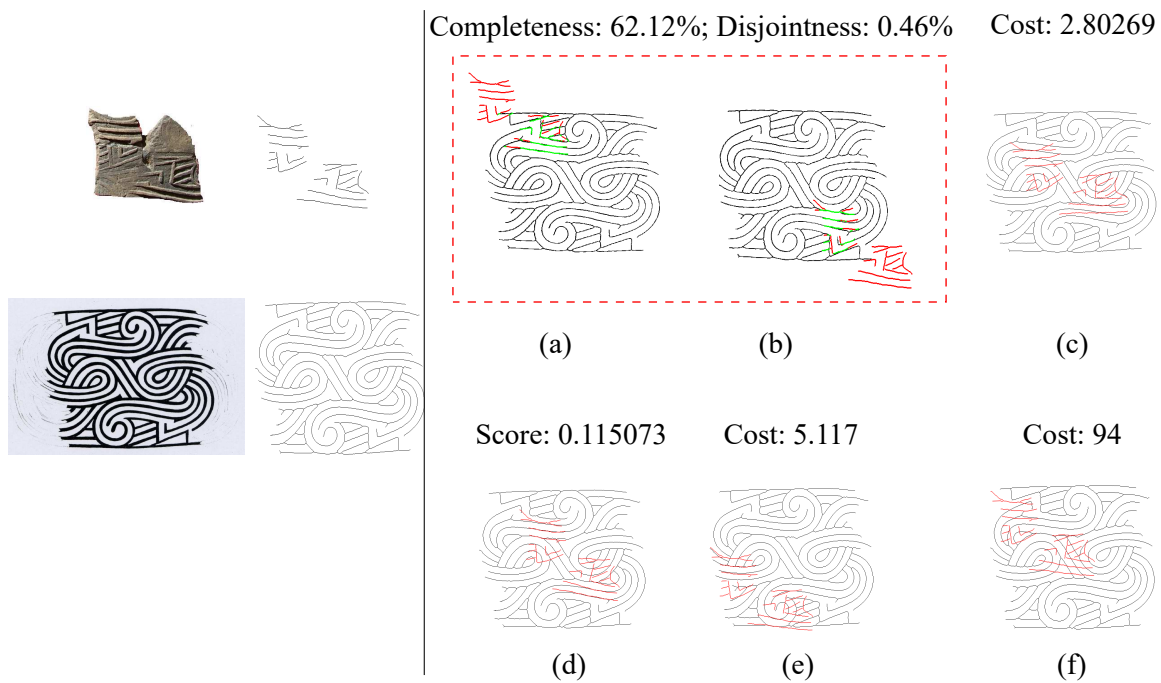 Completeness: 62.12%; Disjointness: 0.46%
Cost: 2.80269
(a)
(b)
(c)
Score: 0.115073
Cost: 5.117
Cost: 94
(d)
(e)
(f)